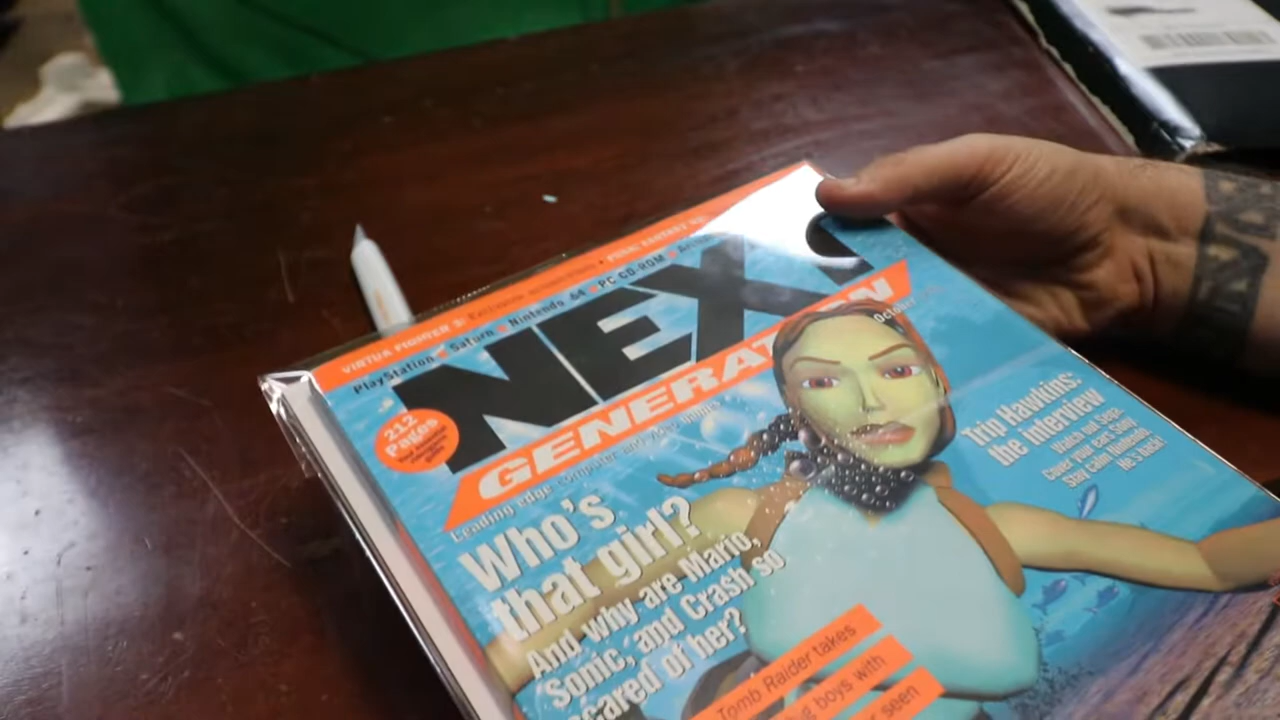 VIRTUA FIGHTER 3:
PlayStation • Saturn • Nintendo 64 • PC CD-ROM
NEXT
GENERATION
October
Leading edge computer and video games
212
Pages
Who's
that girl?
And why are Mario,
Sonic, and Crash so
scared of her?
Trip Hawkins:
the interview
Watch out Sega.
Cover your ears Sony.
Stay calm Nintendo.
He's back!
Tomb Raider takes
boys with
seen